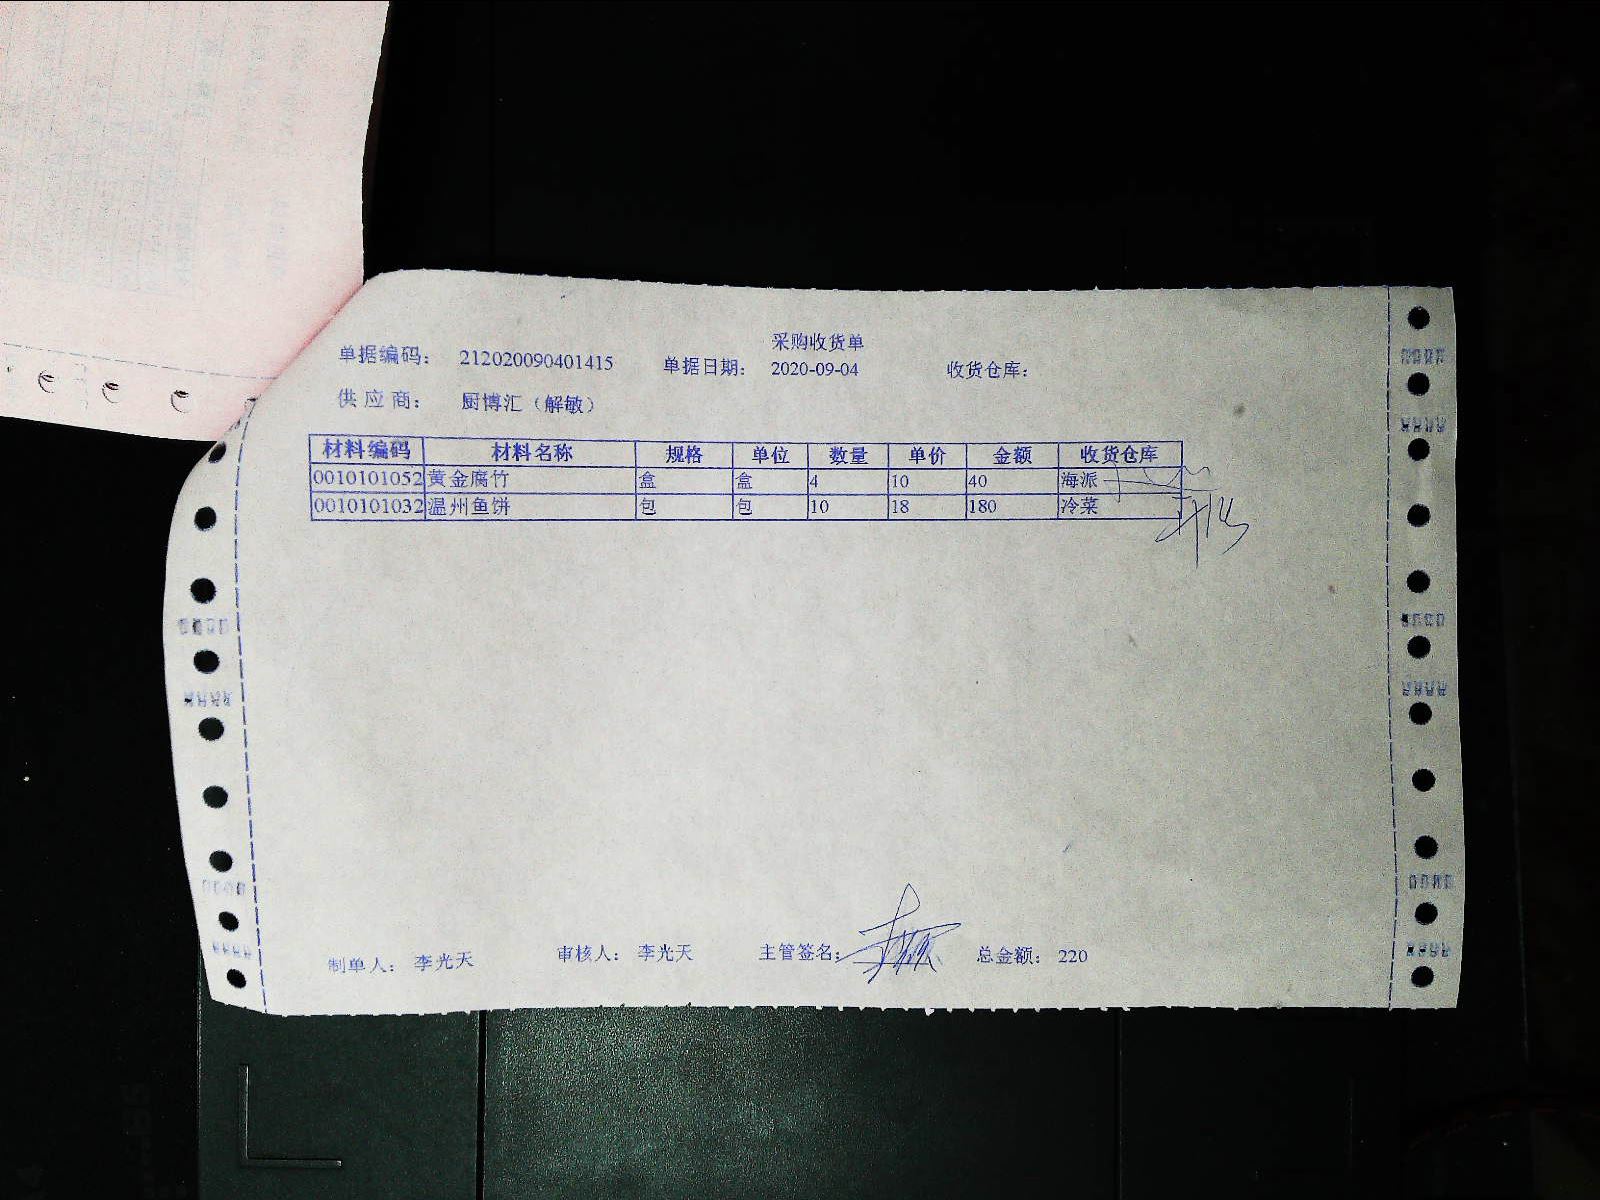 采购收货单
单据编码： 212020090401415 单据日期： 2020-09-04 收货仓库：
供 应 商： 厨博汇（解敏）
材料编码 材料名称 规格 单位 数量 单价 金额 收货仓库
0010101052 黄金腐竹 盒 盒 4 10 40 海派
0010101032 温州鱼饼 包 包 10 18 180 冷菜
制单人： 李光天 审核人： 李光天 主管签名： 总金额： 220